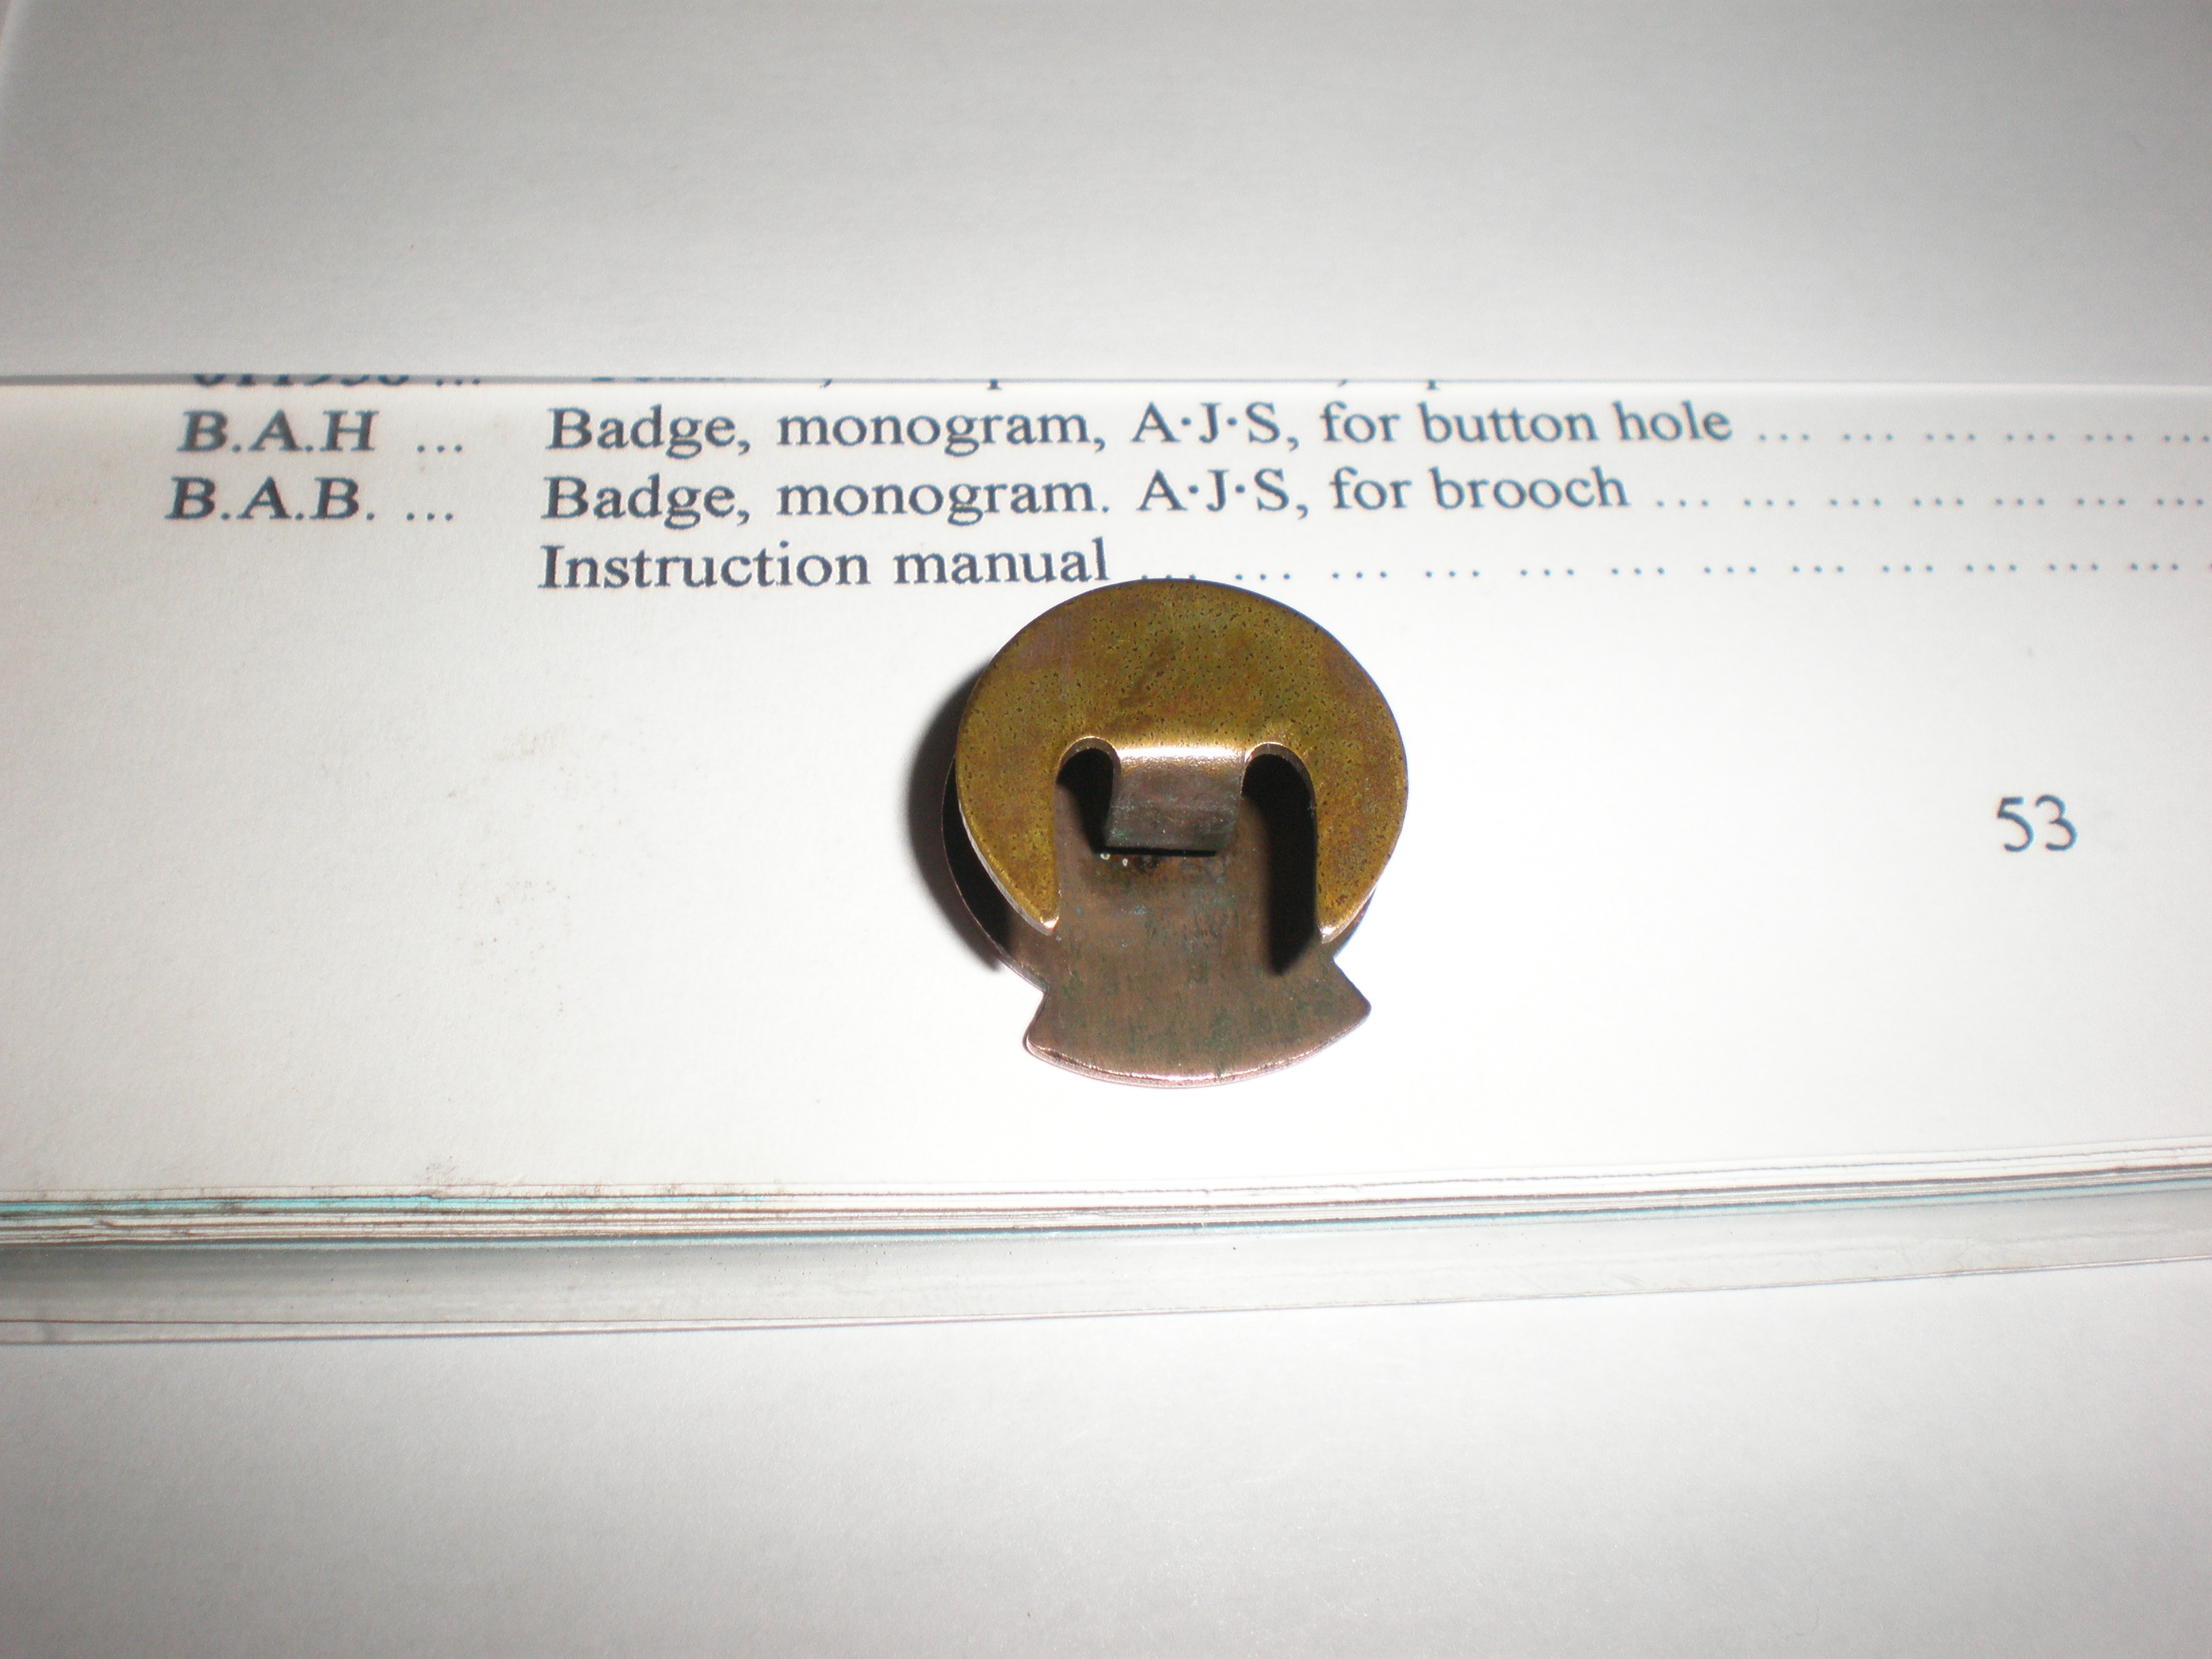 B.A.H ... Badge, monogram, A·J·S, for button hole ... ... ... ... ... ...
B.A.B. ... Badge, monogram. A·J·S, for brooch ... ... ... ... ... ... ...
Instruction manual ... ... ... ... ... ... ... ... ... ... ... ...
53